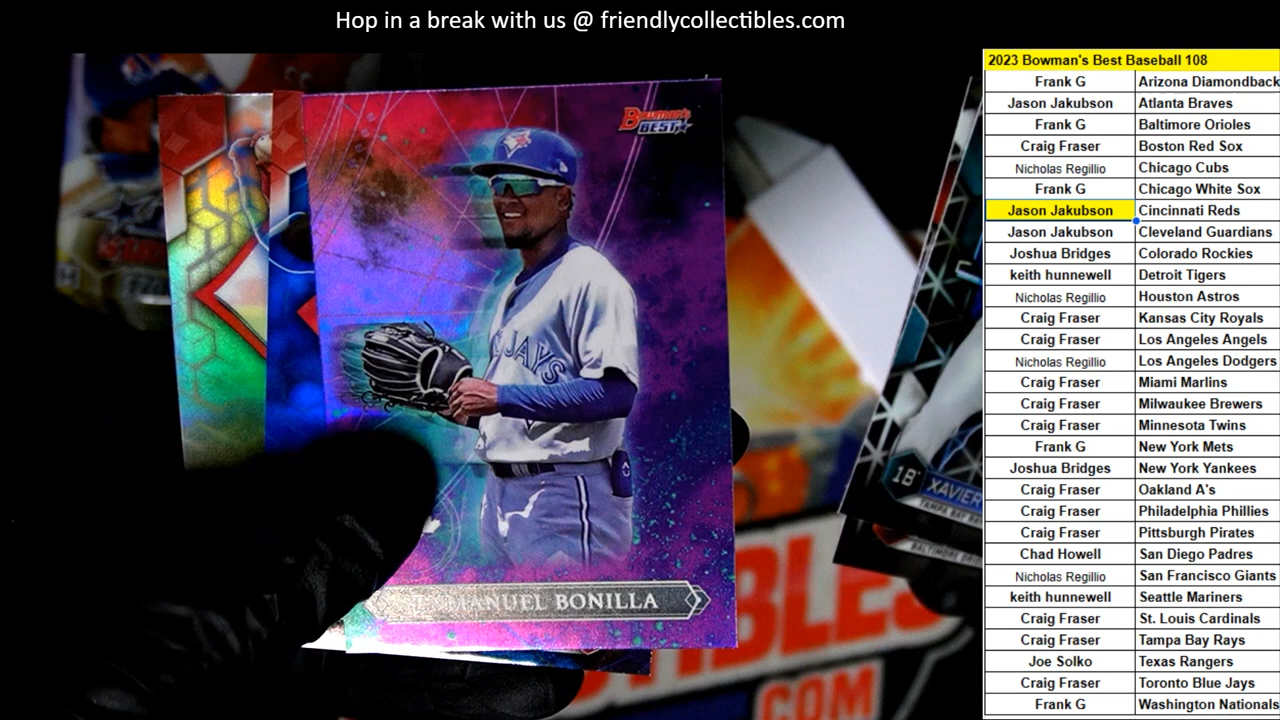 Hop in a break with us @ friendlycollectibles.com
2023 Bowman's Best Baseball 108
Frank G Arizona Diamondback
Jason Jakubson Atlanta Braves
Frank G Baltimore Orioles
Craig Fraser Boston Red Sox
Nicholas Regillio Chicago Cubs
Frank G Chicago White Sox
Jason Jakubson Cincinnati Reds
Jason Jakubson Cleveland Guardians
Joshua Bridges Colorado Rockies
keith hunnewell Detroit Tigers
Nicholas Regillio Houston Astros
Craig Fraser Kansas City Royals
Craig Fraser Los Angeles Angels
Nicholas Regillio Los Angeles Dodgers
Craig Fraser Miami Marlins
Craig Fraser Milwaukee Brewers
Craig Fraser Minnesota Twins
Frank G New York Mets
Joshua Bridges New York Yankees
Craig Fraser Oakland A's
Craig Fraser Philadelphia Phillies
Craig Fraser Pittsburgh Pirates
Chad Howell San Diego Padres
Nicholas Regillio San Francisco Giants
keith hunnewell Seattle Mariners
Craig Fraser St. Louis Cardinals
Craig Fraser Tampa Bay Rays
Joe Solko Texas Rangers
Craig Fraser Toronto Blue Jays
Frank G Washington Nationals
Bowman's
BEST
JAYS
MANUEL BONILLA
1B XAVIER
TAMPA BAY
BALTIMORE
IBLES
COM